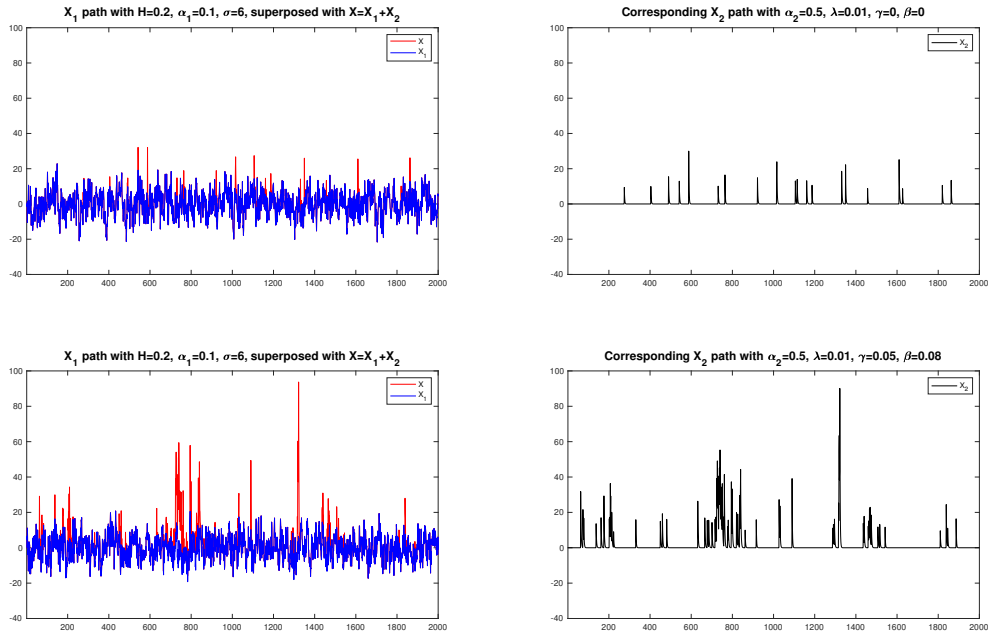 X₁ path with H=0.2, α₁=0.1, σ=6, superposed with X=X₁+X₂
100
80
60
40
20
0
-20
-40
200 400 600 800 1000 1200 1400 1600 1800 2000
X
X₁
Corresponding X₂ path with α₂=0.5, λ=0.01, γ=0, β=0
100
80
60
40
20
0
-20
-40
200 400 600 800 1000 1200 1400 1600 1800 2000
X₂
X₁ path with H=0.2, α₁=0.1, σ=6, superposed with X=X₁+X₂
100
80
60
40
20
0
-20
-40
200 400 600 800 1000 1200 1400 1600 1800 2000
X
X₁
Corresponding X₂ path with α₂=0.5, λ=0.01, γ=0.05, β=0.08
100
80
60
40
20
0
-20
-40
200 400 600 800 1000 1200 1400 1600 1800 2000
X₂